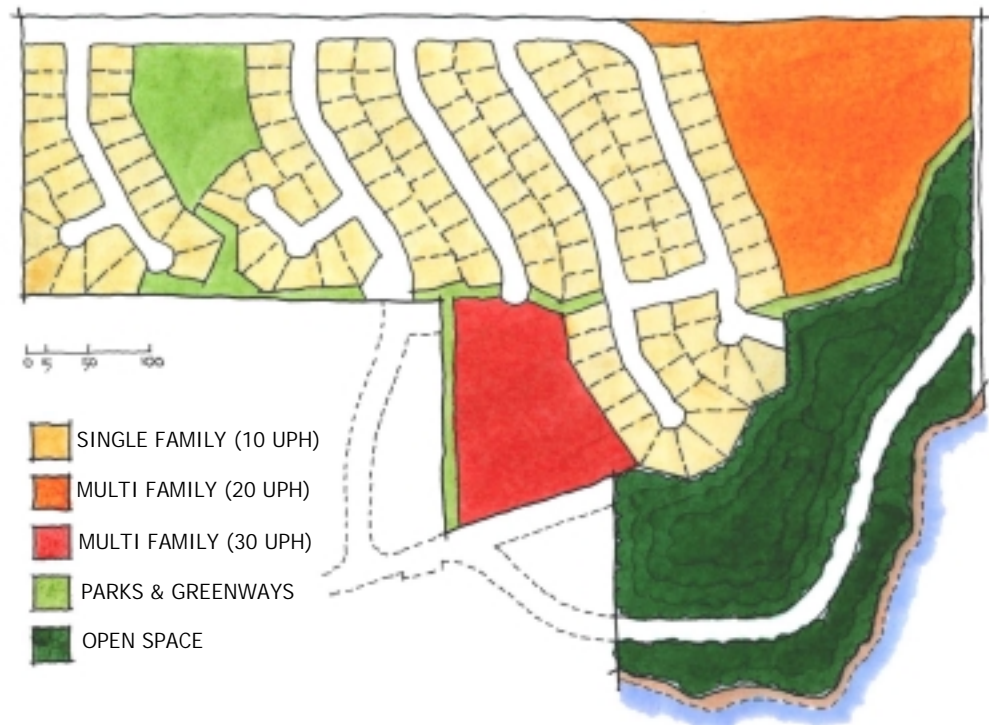 0 5 50 100
SINGLE FAMILY (10 UPH)
MULTI FAMILY (20 UPH)
MULTI FAMILY (30 UPH)
PARKS & GREENWAYS
OPEN SPACE